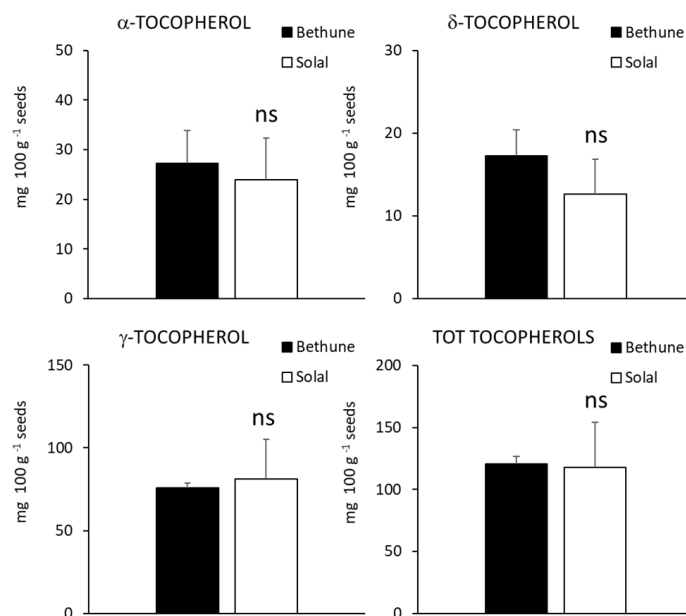 α-TOCOPHEROL
■ Bethune
□ Solal
mg 100 g ⁻¹ seeds
50
40
30
20
10
0
ns
δ-TOCOPHEROL
■ Bethune
□ Solal
mg 100 g ⁻¹ seeds
30
20
10
0
ns
γ-TOCOPHEROL
■ Bethune
□ Solal
mg 100 g ⁻¹ seeds
150
100
50
0
ns
TOT TOCOPHEROLS
■ Bethune
□ Solal
mg 100 g ⁻¹ seeds
200
150
100
50
0
ns